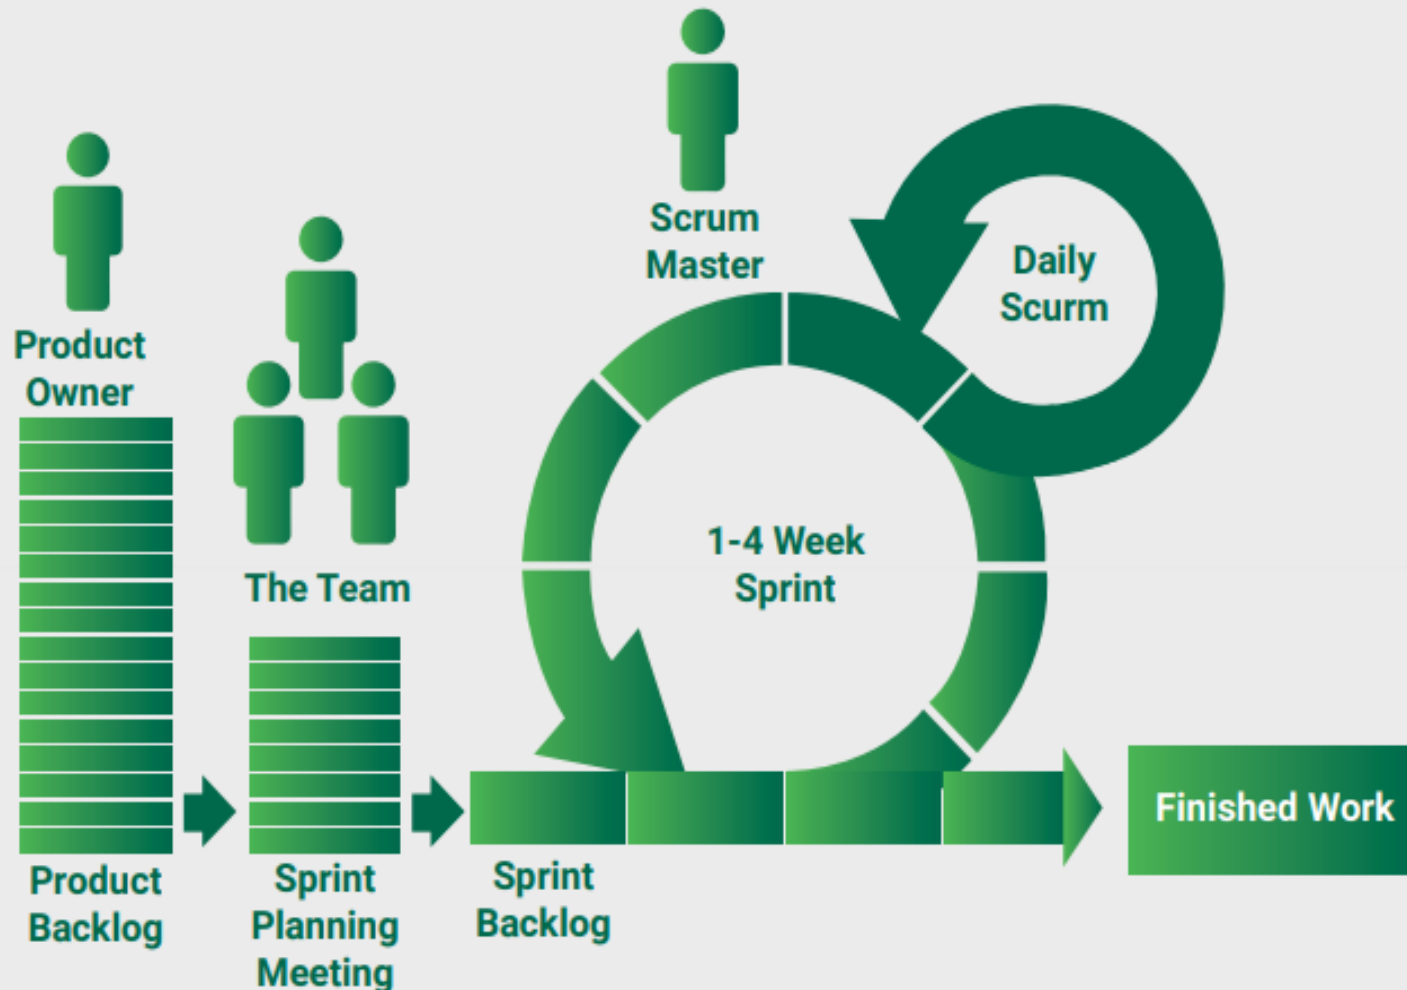 Scrum
Master
Daily
Scurm
Product
Owner
The Team
1-4 Week
Sprint
Finished Work
Product
Backlog
Sprint
Planning
Meeting
Sprint
Backlog